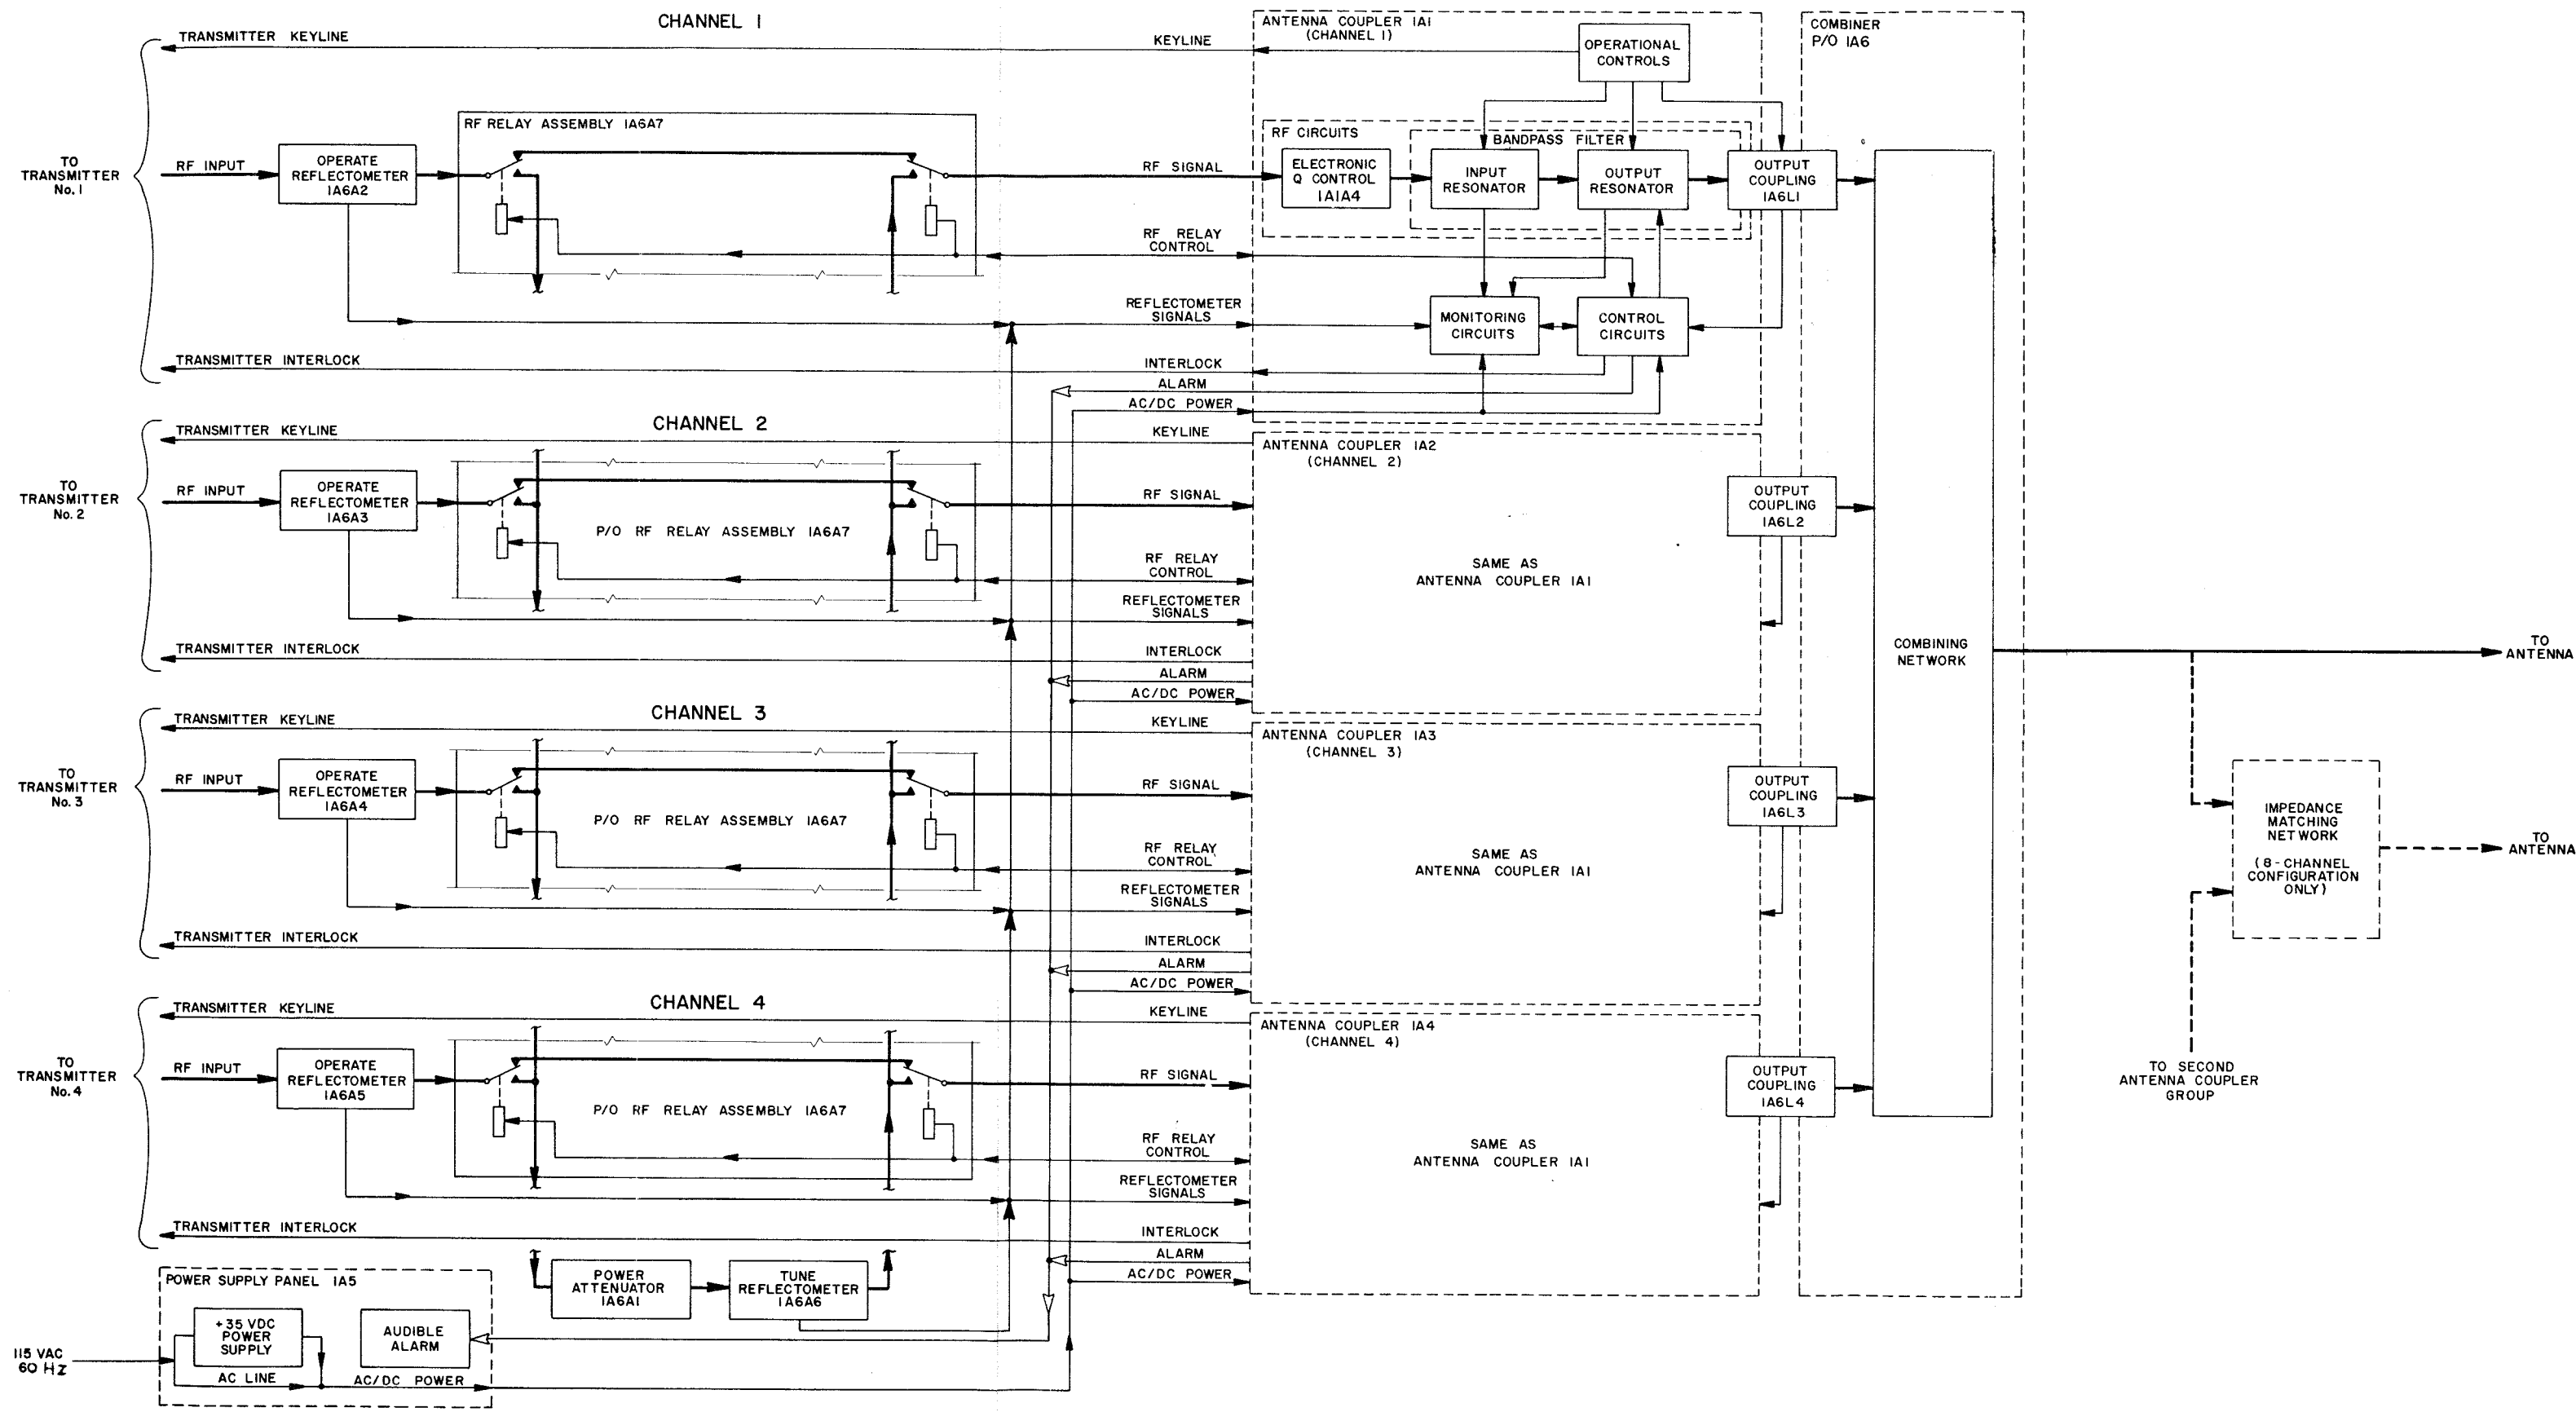 CHANNEL 1
TRANSMITTER KEYLINE
KEYLINE
TO
TRANSMITTER
No. 1
RF INPUT
OPERATE
REFLECTOMETER
1A6A2
RF RELAY ASSEMBLY 1A6A7
RF SIGNAL
RF RELAY
CONTROL
REFLECTOMETER
SIGNALS
TRANSMITTER INTERLOCK
INTERLOCK
ALARM
AC/DC POWER
ANTENNA COUPLER 1A1
(CHANNEL 1)
OPERATIONAL
CONTROLS
RF CIRCUITS
BANDPASS FILTER
ELECTRONIC
Q CONTROL
1A1A4
INPUT
RESONATOR
OUTPUT
RESONATOR
OUTPUT
COUPLING
1A6L1
MONITORING
CIRCUITS
CONTROL
CIRCUITS
COMBINER
P/O 1A6
CHANNEL 2
TRANSMITTER KEYLINE
KEYLINE
TO
TRANSMITTER
No. 2
RF INPUT
OPERATE
REFLECTOMETER
1A6A3
P/O RF RELAY ASSEMBLY 1A6A7
RF SIGNAL
RF RELAY
CONTROL
REFLECTOMETER
SIGNALS
TRANSMITTER INTERLOCK
INTERLOCK
ALARM
AC/DC POWER
ANTENNA COUPLER 1A2
(CHANNEL 2)
SAME AS
ANTENNA COUPLER 1A1
OUTPUT
COUPLING
1A6L2
COMBINING
NETWORK
TO
ANTENNA
CHANNEL 3
TRANSMITTER KEYLINE
KEYLINE
TO
TRANSMITTER
No. 3
RF INPUT
OPERATE
REFLECTOMETER
1A6A4
P/O RF RELAY ASSEMBLY 1A6A7
RF SIGNAL
RF RELAY
CONTROL
REFLECTOMETER
SIGNALS
TRANSMITTER INTERLOCK
INTERLOCK
ALARM
AC/DC POWER
ANTENNA COUPLER 1A3
(CHANNEL 3)
SAME AS
ANTENNA COUPLER 1A1
OUTPUT
COUPLING
1A6L3
IMPEDANCE
MATCHING
NETWORK
(8-CHANNEL
CONFIGURATION
ONLY)
TO
ANTENNA
CHANNEL 4
TRANSMITTER KEYLINE
KEYLINE
TO
TRANSMITTER
No. 4
RF INPUT
OPERATE
REFLECTOMETER
1A6A5
P/O RF RELAY ASSEMBLY 1A6A7
RF SIGNAL
RF RELAY
CONTROL
REFLECTOMETER
SIGNALS
TRANSMITTER INTERLOCK
INTERLOCK
ALARM
AC/DC POWER
ANTENNA COUPLER 1A4
(CHANNEL 4)
SAME AS
ANTENNA COUPLER 1A1
OUTPUT
COUPLING
1A6L4
TO SECOND
ANTENNA COUPLER
GROUP
POWER
ATTENUATOR
1A6A1
TUNE
REFLECTOMETER
1A6A6
POWER SUPPLY PANEL 1A5
+35 VDC
POWER
SUPPLY
AUDIBLE
ALARM
115 VAC
60 Hz
AC LINE
AC/DC POWER